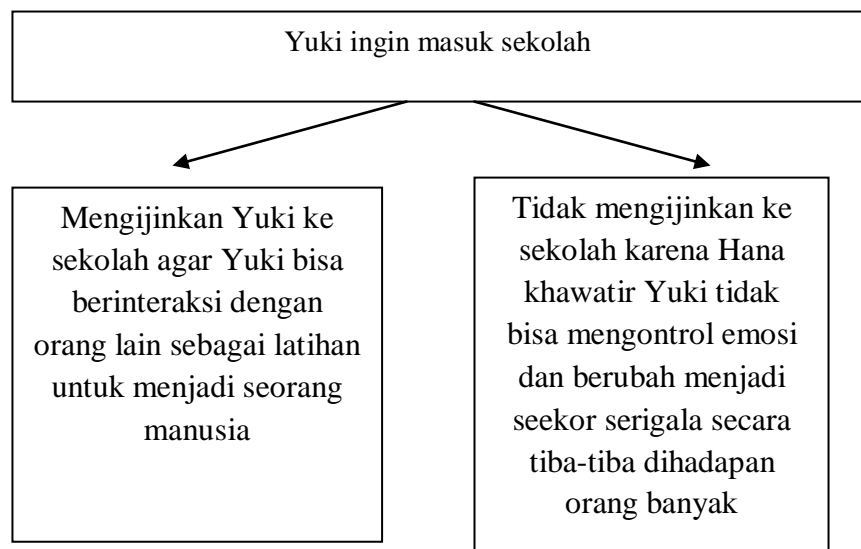 Yuki ingin masuk sekolah
Mengijinkan Yuki ke
sekolah agar Yuki bisa
berinteraksi dengan
orang lain sebagai latihan
untuk menjadi seorang
manusia
Tidak mengijinkan ke
sekolah karena Hana
khawatir Yuki tidak
bisa mengontrol emosi
dan berubah menjadi
seekor serigala secara
tiba-tiba dihadapan
orang banyak